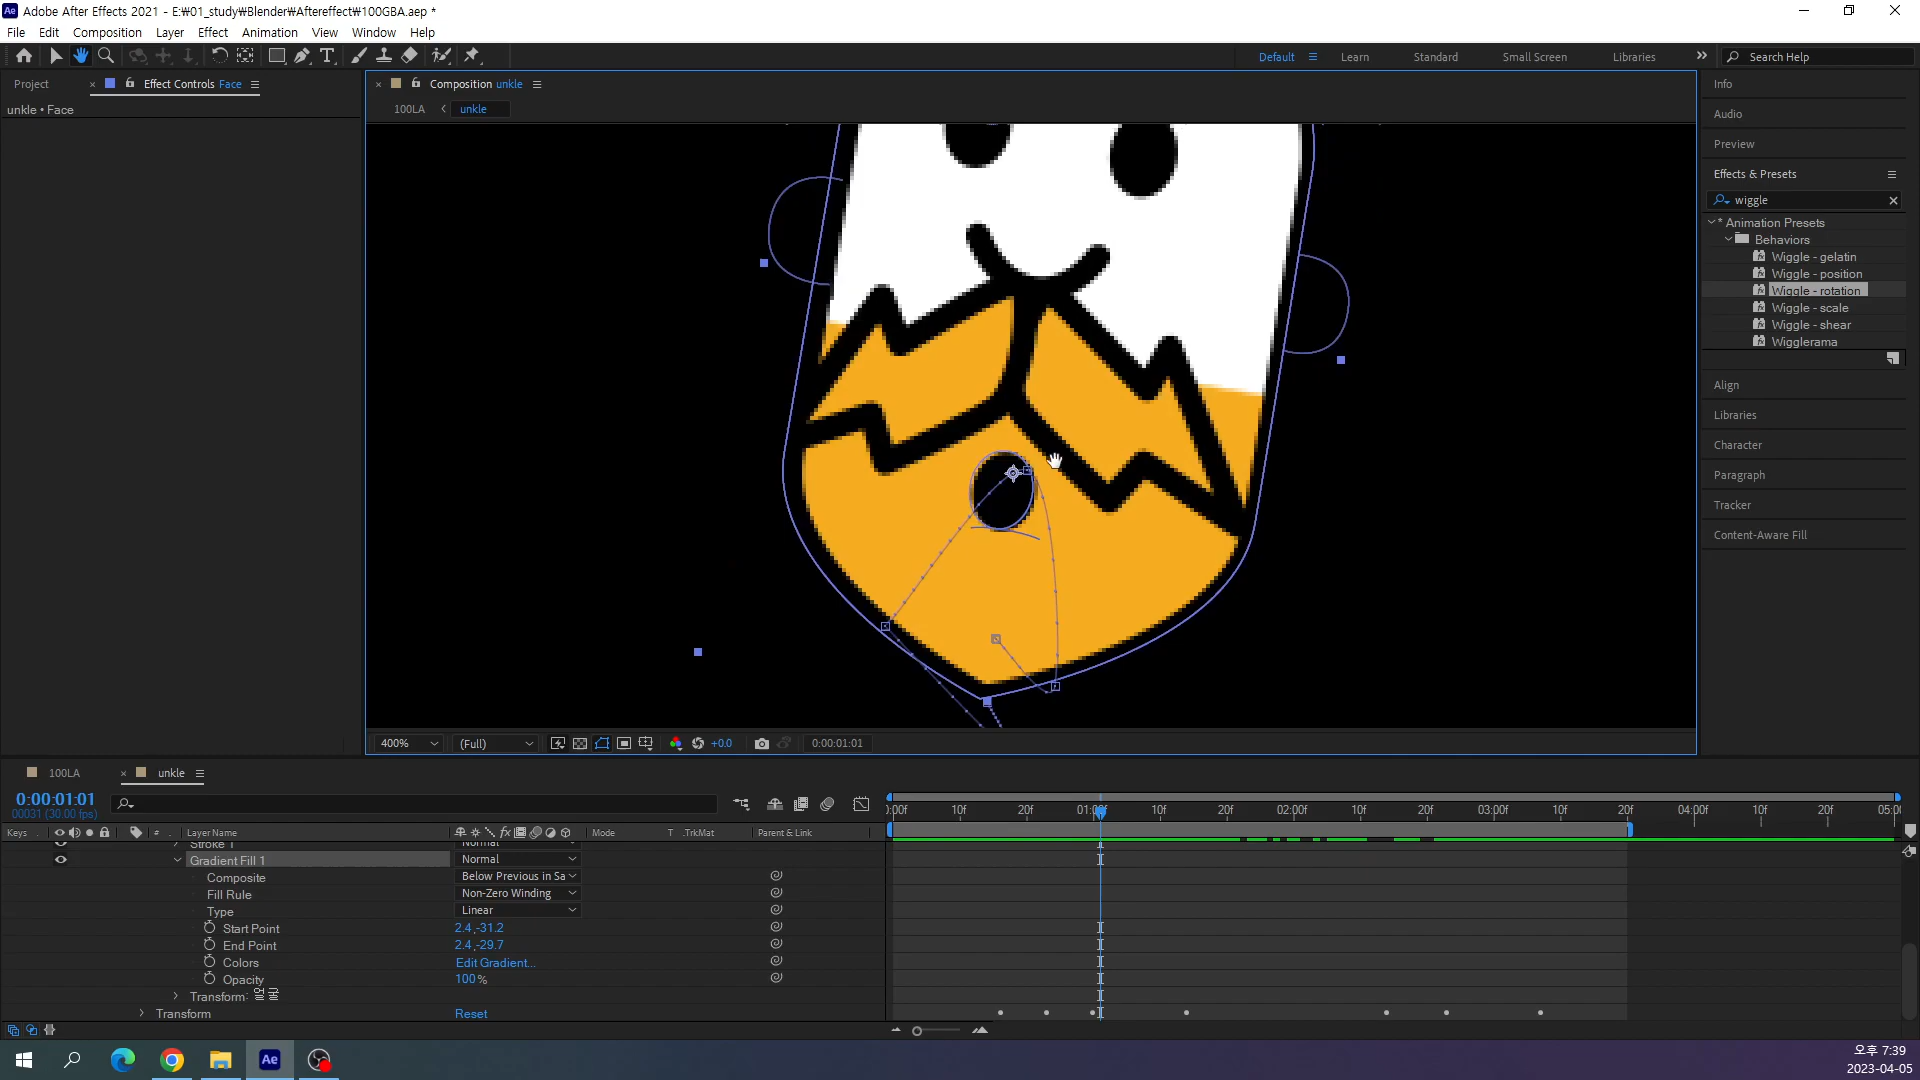 Adobe After Effects 2021 - E:₩01_study₩Blender₩Aftereffect₩100GBA.aep *
File Edit Composition Layer Effect Animation View Window Help
Default Learn Standard Small Screen Libraries Search Help
Project Effect Controls Face
unkle • Face
Composition unkle
100LA unkle
Info
Audio
Preview
Effects & Presets
wiggle
* Animation Presets
Behaviors
Wiggle - gelatin
Wiggle - position
Wiggle - rotation
Wiggle - scale
Wiggle - shear
Wigglerama
Align
Libraries
Character
Paragraph
Tracker
Content-Aware Fill
400% (Full) +0.0 0:00:01:01
100LA unkle
0:00:01:01
00031 (30.00 fps)
:00f 10f 20f 01:00f 10f 20f 02:00f 10f 20f 03:00f 10f 20f 04:00f 10f 20f 05:00
Keys # Layer Name Mode T .TrkMat Parent & Link
Stroke 1 Normal
Gradient Fill 1 Normal
Composite Below Previous in Sa
Fill Rule Non-Zero Winding
Type Linear
Start Point 2.4,-31.2
End Point 2.4,-29.7
Colors Edit Gradient...
Opacity 100%
Transform: 얼굴
Transform Reset
오후 7:39
2023-04-05